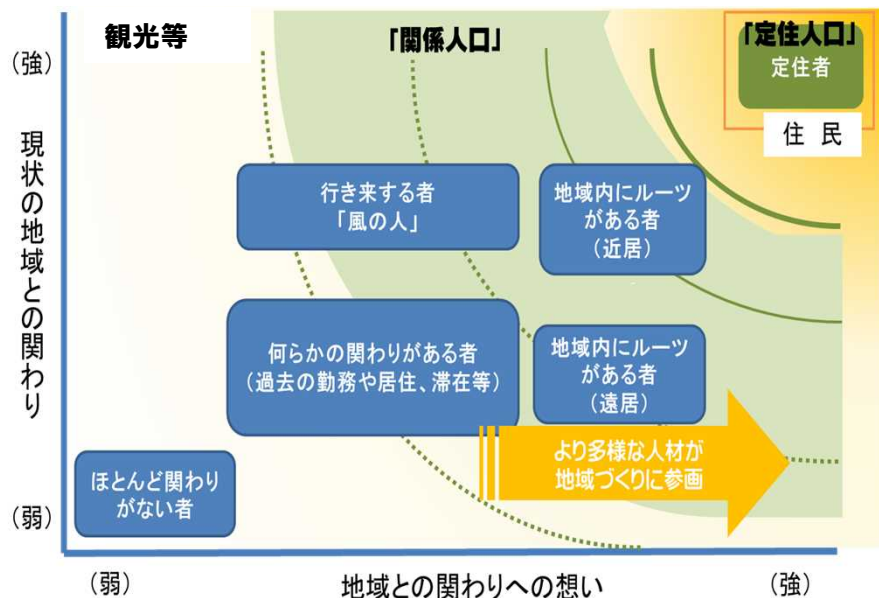 観光等
「関係人口」
「定住人口」
定住者
住 民
(強)
現状の地域との関わり
(弱)
行き来する者
「風の人」
地域内にルーツ
がある者
(近居)
何らかの関わりがある者
(過去の勤務や居住、滞在等)
地域内にルーツ
がある者
(遠居)
より多様な人材が
地域づくりに参画
ほとんど関わり
がない者
(弱)
地域との関わりへの想い
(強)